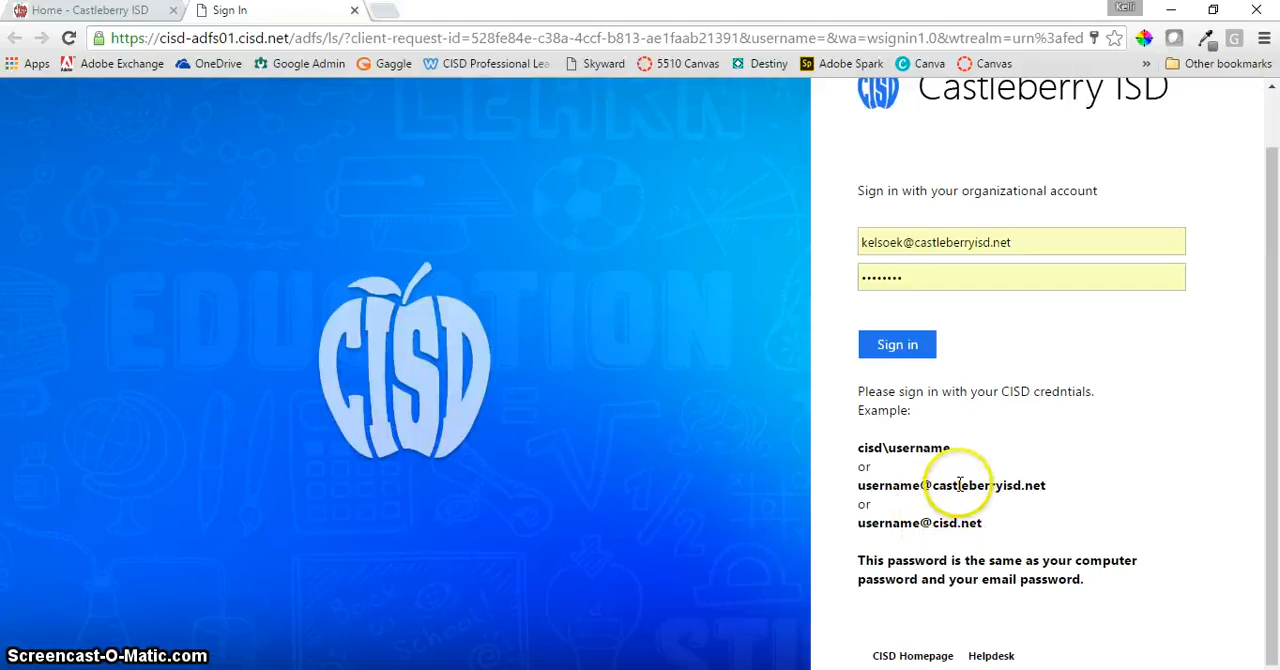 Home - Castleberry ISD
Sign In
Kelli
https://cisd-adfs01.cisd.net/adfs/ls/?client-request-id=528fe84e-c38a-4ccf-b813-ae1faab21391&username=&wa=wsignin1.0&wtrealm=urn%3afed
Apps Adobe Exchange OneDrive Google Admin Gaggle CISD Professional Lea Skyward 5510 Canvas Destiny Sp Adobe Spark Canva Canvas » Other bookmarks
CISD Castleberry ISD
LEARN
EDUCATION
CISD
Sign in with your organizational account
kelsoek@castleberryisd.net
••••••••
Sign in
Please sign in with your CISD credntials.
Example:
cisd\username
or
username@castleberryisd.net
or
username@cisd.net
This password is the same as your computer
password and your email password.
CISD Homepage Helpdesk
Screencast-O-Matic.com